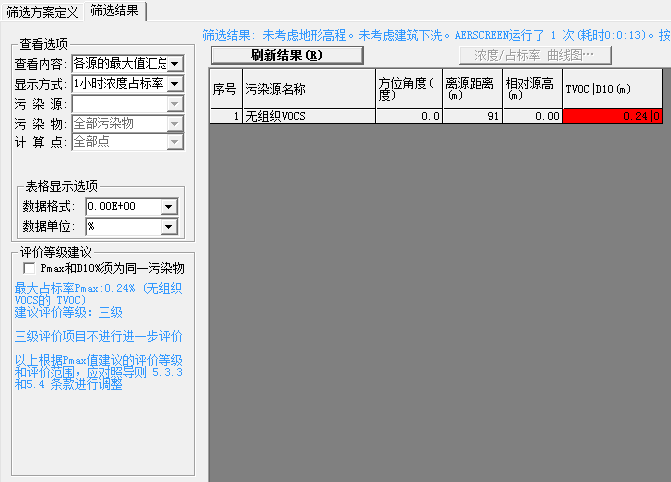 筛选方案定义 筛选结果
筛选结果: 未考虑地形高程。未考虑建筑下洗。AERSCREEN运行了 1 次(耗时0:0:13)。按
查看选项
查看内容: 各源的最大值汇总
显示方式: 1小时浓度占标率
污 染 源:
污 染 物: 全部污染物
计 算 点: 全部点
表格显示选项
数据格式: 0.00E+00
数据单位: %
评价等级建议
Pmax和D10%须为同一污染物
最大占标率Pmax:0.24% (无组织
VOCS的 TVOC)
建议评价等级: 三级
三级评价项目不进行进一步评价
以上根据Pmax值建议的评价等级
和评价范围,应对照导则 5.3.3
和5.4 条款进行调整
刷新结果(R) 浓度/占标率 曲线图…
序号 污染源名称 方位角度(度) 离源距离(m) 相对源高(m) TVOC|D10(m)
1 无组织VOCS 0.0 91 0.00 0.24|0